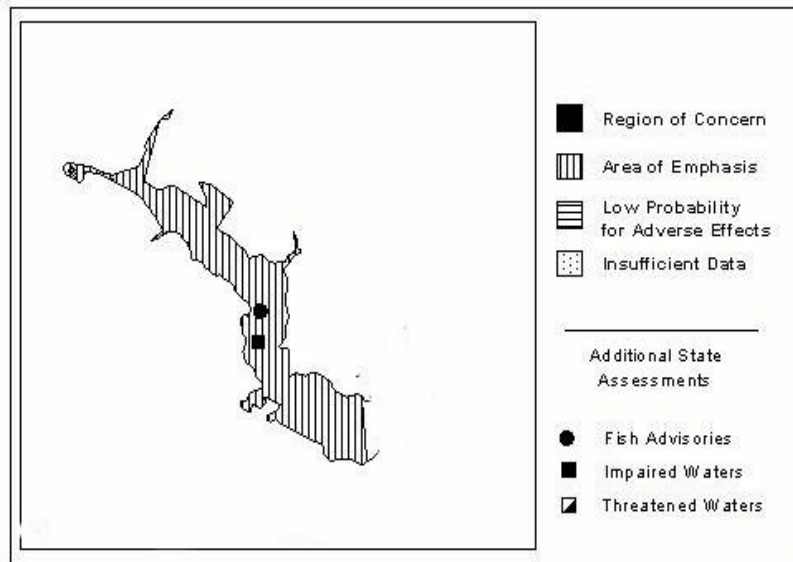 Region of Concern
Area of Emphasis
Low Probability
for Adverse Effects
Insufficient Data
Additional State
Assessments
Fish Advisories
Impaired Waters
Threatened Waters